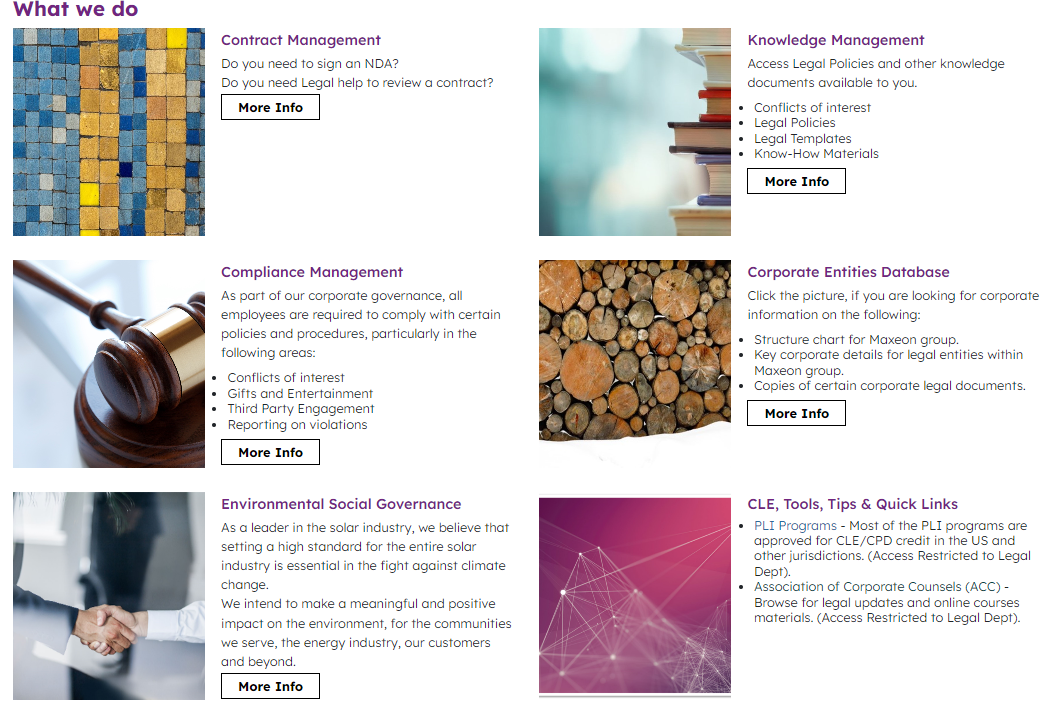 What we do
Contract Management
Do you need to sign an NDA?
Do you need Legal help to review a contract?
More Info
Knowledge Management
Access Legal Policies and other knowledge
documents available to you.
• Conflicts of interest
• Legal Policies
• Legal Templates
• Know-How Materials
More Info
Compliance Management
As part of our corporate governance, all
employees are required to comply with certain
policies and procedures, particularly in the
following areas:
• Conflicts of interest
• Gifts and Entertainment
• Third Party Engagement
• Reporting on violations
More Info
Corporate Entities Database
Click the picture, if you are looking for corporate
information on the following:
• Structure chart for Maxeon group.
• Key corporate details for legal entities within
Maxeon group.
• Copies of certain corporate legal documents.
More Info
Environmental Social Governance
As a leader in the solar industry, we believe that
setting a high standard for the entire solar
industry is essential in the fight against climate
change.
We intend to make a meaningful and positive
impact on the environment, for the communities
we serve, the energy industry, our customers
and beyond.
More Info
CLE, Tools, Tips & Quick Links
• PLI Programs - Most of the PLI programs are
approved for CLE/CPD credit in the US and
other jurisdictions. (Access Restricted to Legal
Dept).
• Association of Corporate Counsels (ACC) -
Browse for legal updates and online courses
materials. (Access Restricted to Legal Dept).